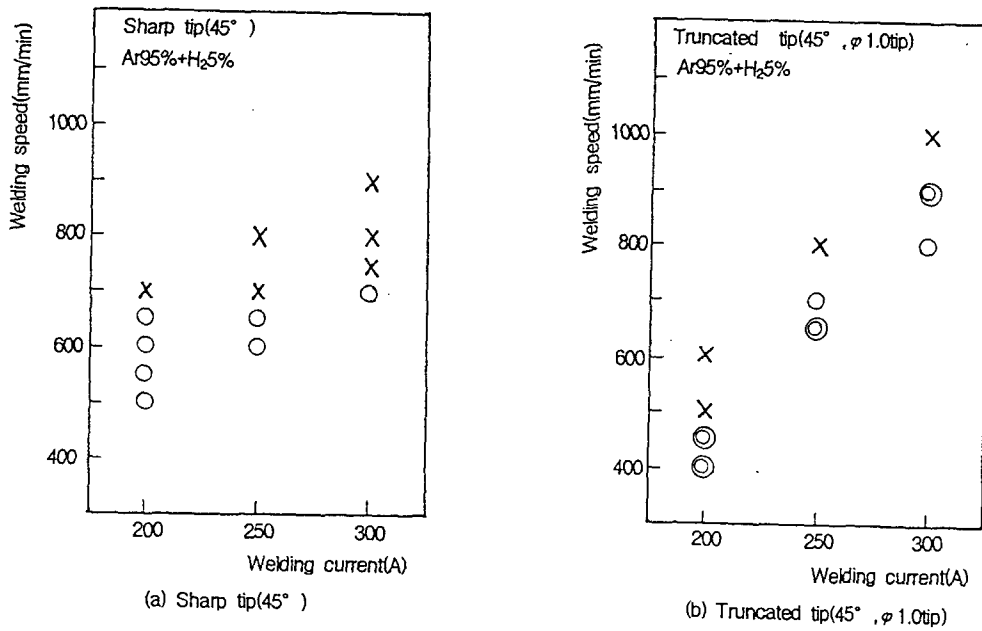 Sharp tip(45° )
Ar95%+H₂5%
Welding speed(mm/min)
1000
800
600
400
200
250
300
Welding current(A)
(a) Sharp tip(45° )
Truncated tip(45° , φ 1.0tip)
Ar95%+H₂5%
Welding speed(mm/min)
1000
800
600
400
200
250
300
Welding current(A)
(b) Truncated tip(45° , φ 1.0tip)